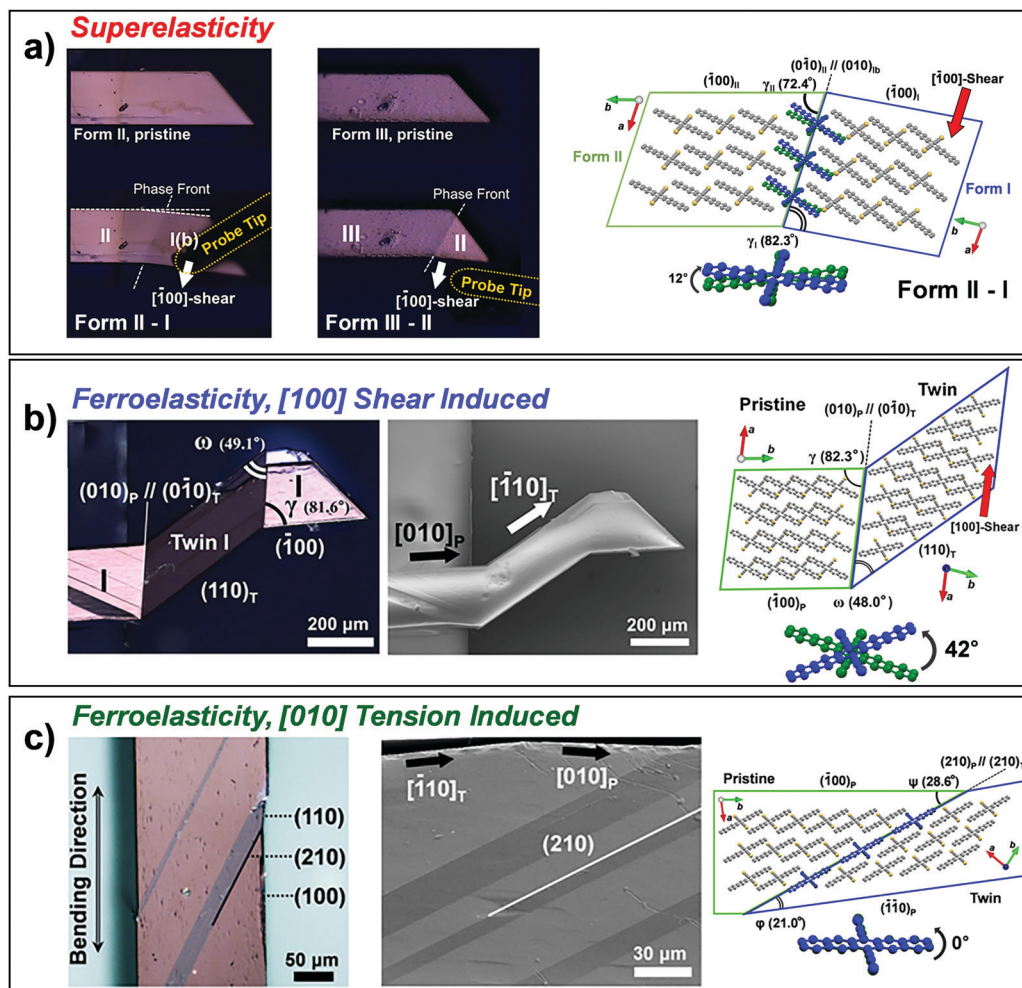 a)
Superelasticity
Form II, pristine
Phase Front
II
I(b)
Probe Tip
[1̄00]-shear
Form II - I
Form III, pristine
Phase Front
III
II
Probe Tip
[1̄00]-shear
Form III - II
(1̄00)II
γII (72.4°)
(01̄0)II // (010)Ib
(1̄00)I
[1̄00]-Shear
b
a
Form II
Form I
b
a
γI (82.3°)
12°
Form II - I
b)
Ferroelasticity, [100] Shear Induced
ω (49.1°)
(010)P // (01̄0)T
I
γ (81.6°)
Twin I
(1̄00)
I
(110)T
200 μm
[1̄10]T
[010]P
200 μm
Twin
Pristine
(010)P // (01̄0)T
a
b
γ (82.3°)
[100]-Shear
(110)T
b
a
(1̄00)P
ω (48.0°)
42°
c)
Ferroelasticity, [010] Tension Induced
Bending Direction
(110)
(210)
(100)
50 μm
[1̄10]T
[010]P
(210)
30 μm
(210)P // (210)T
Pristine
(1̄00)P
ψ (28.6°)
b
a
b
a
(1̄1̄0)P
Twin
φ (21.0°)
0°